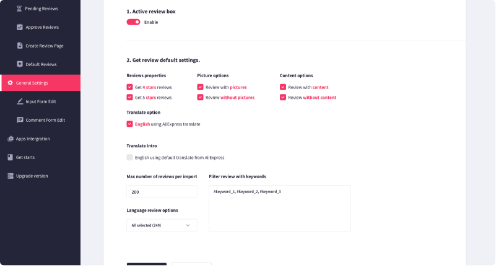 Pending Reviews
Approve Reviews
Create Review Page
Default Reviews
General Settings
Load Form Edit
Comment Form Edit
Apps Intergration
Get starts
Upgrade version
1. Active review box
Enable
2. Get review default settings.
Reviews properties
Picture options
Content options
Get 4 stars reviews
Review with pictures
Review with content
Get 5 stars reviews
Review without pictures
Review without content
Translate option
English using AliExpress translate
Translate Intro
English using default translate from AliExpress
Max number of reviews per import
Filter review with keywords
200
#keyword_1, #keyword_2, #keyword_3
Language review options
All selected